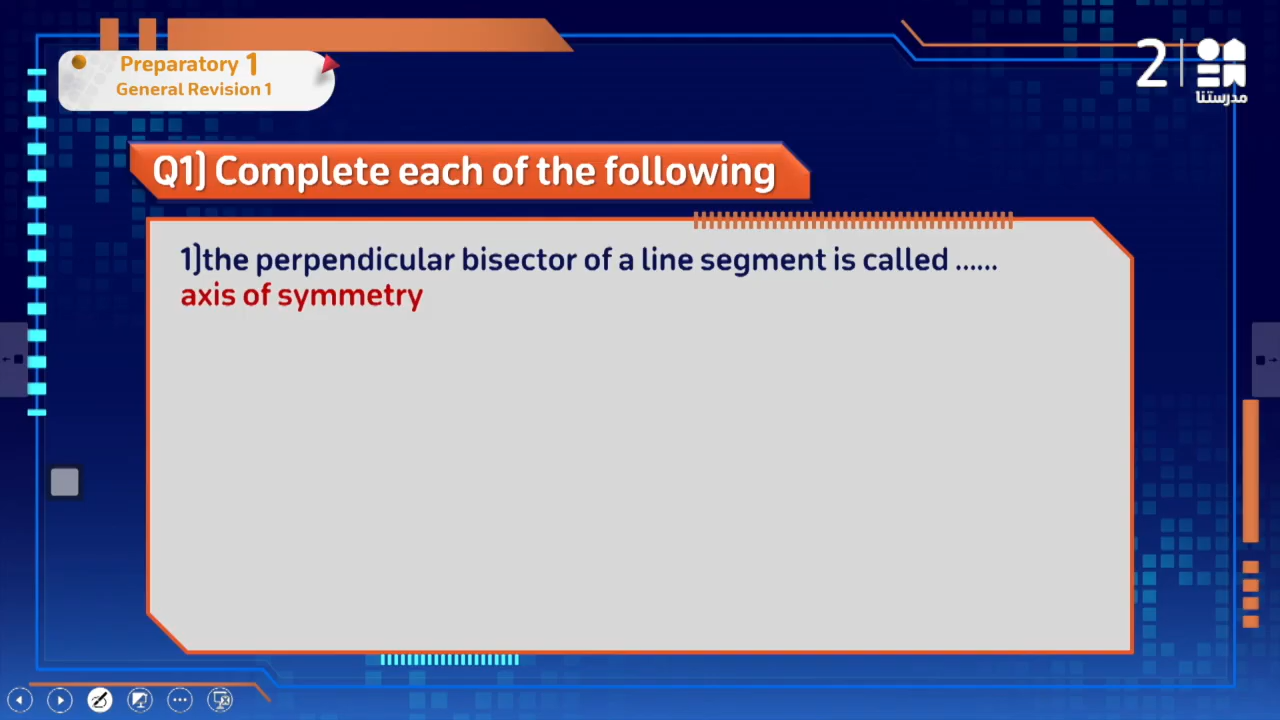 Preparatory 1
General Revision 1
2
مدرستنا
Q1] Complete each of the following
1]the perpendicular bisector of a line segment is called ......
axis of symmetry